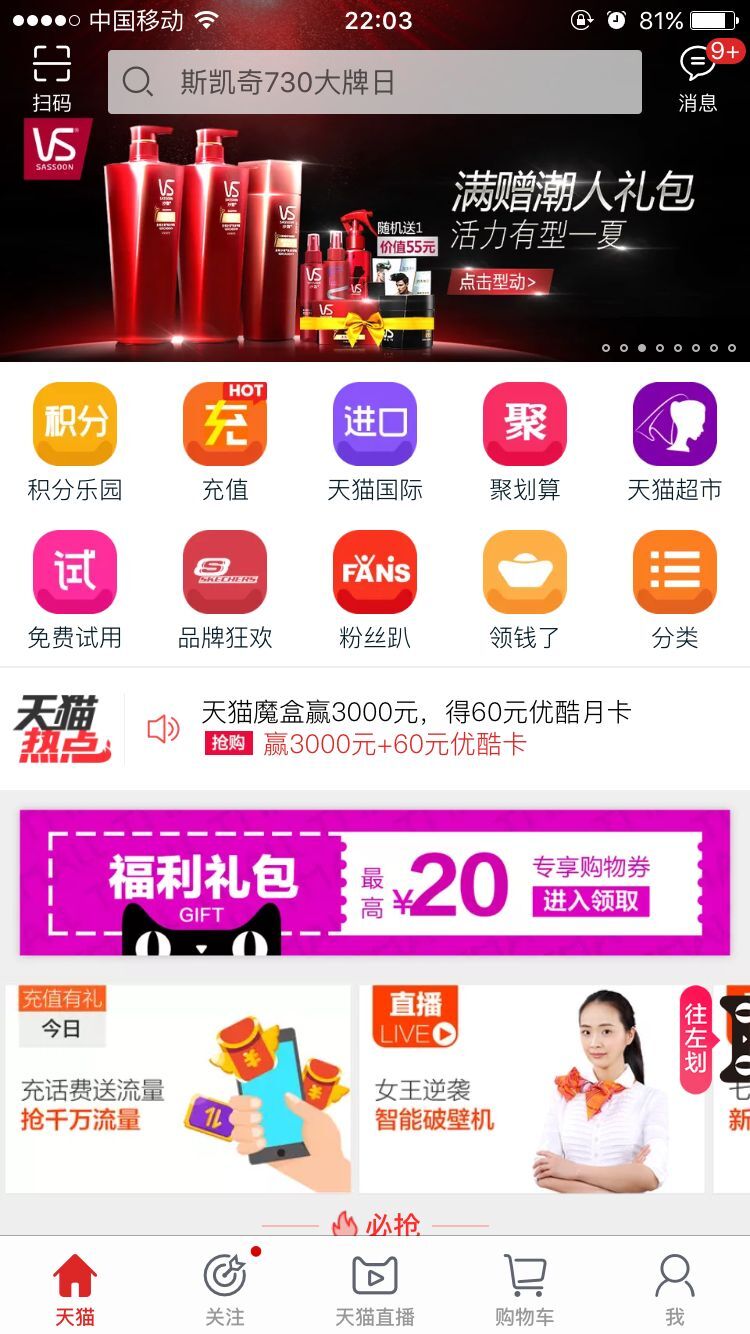 中国移动
22:03
81%
扫码
斯凯奇730大牌日
9+
消息
VS
SASSOON
满赠潮人礼包
活力有型一夏
随机送1
价值55元
点击型动>
VS
VS
VS
VS
VS
VS
积分
充
HOT
进口
聚
积分乐园
充值
天猫国际
聚划算
天猫超市
试
S
SKECHERS
FANS
免费试用
品牌狂欢
粉丝趴
领钱了
分类
天猫
热点
天猫魔盒赢3000元，得60元优酷月卡
抢购 赢3000元+60元优酷卡
福利礼包
GIFT
最高
¥20
专享购物券
进入领取
充值有礼
今日
充话费送流量
抢千万流量
直播
LIVE
女王逆袭
智能破壁机
往左划
七
新
必抢
天猫
关注
天猫直播
购物车
我